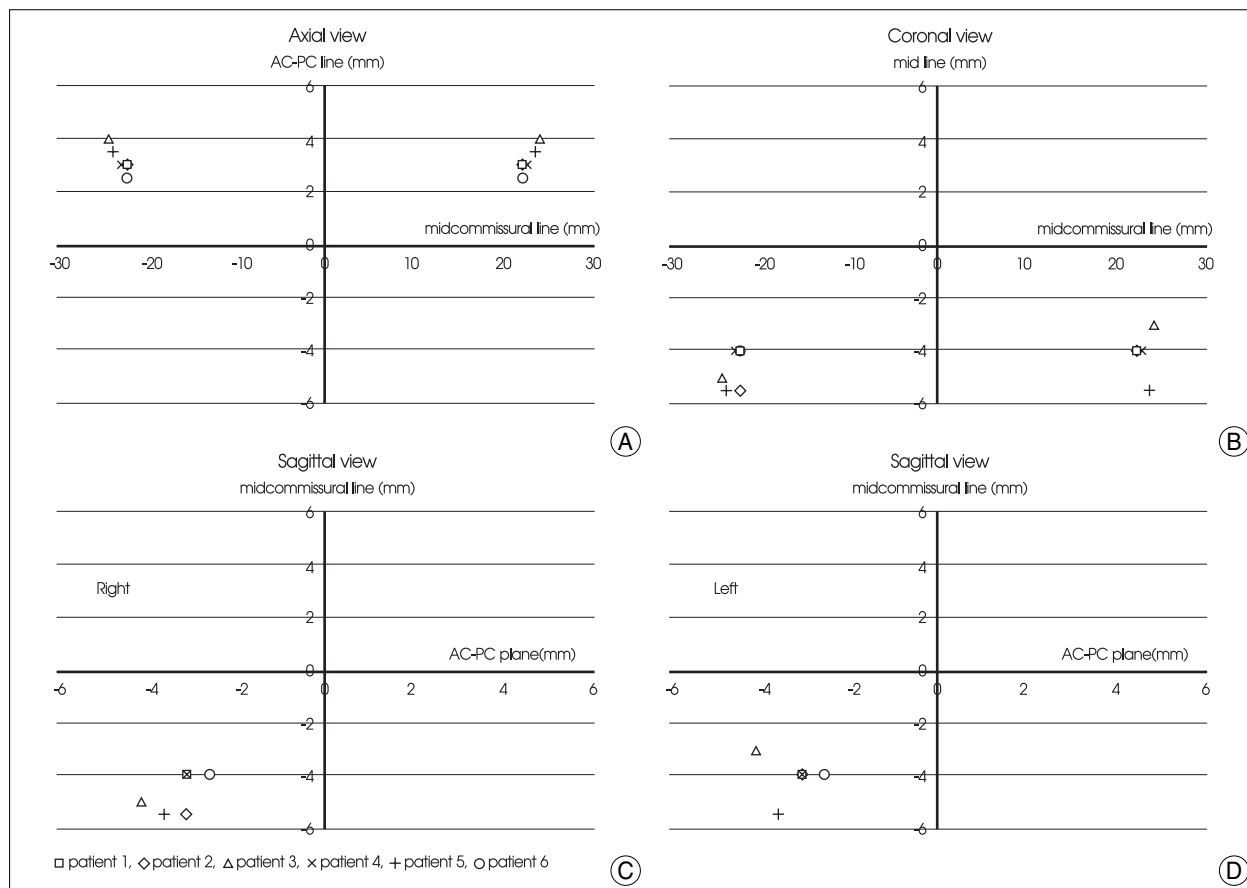 Axial view
AC-PC line (mm)
6
4
2
midcommissural line (mm)
0
-30 -20 -10 0 10 20 30
-2
-4
-6
A
Coronal view
mid line (mm)
6
4
2
midcommissural line (mm)
0
-30 -20 -10 0 10 20 30
-2
-4
-6
B
Sagittal view
midcommissural line (mm)
6
4
Right
2
AC-PC plane(mm)
0
-6 -4 -2 0 2 4 6
-2
-4
-6
C
Sagittal view
midcommissural line (mm)
6
4
Left
2
AC-PC plane(mm)
0
-6 -4 -2 0 2 4 6
-2
-4
-6
D
patient 1, patient 2, patient 3, patient 4, patient 5, patient 6